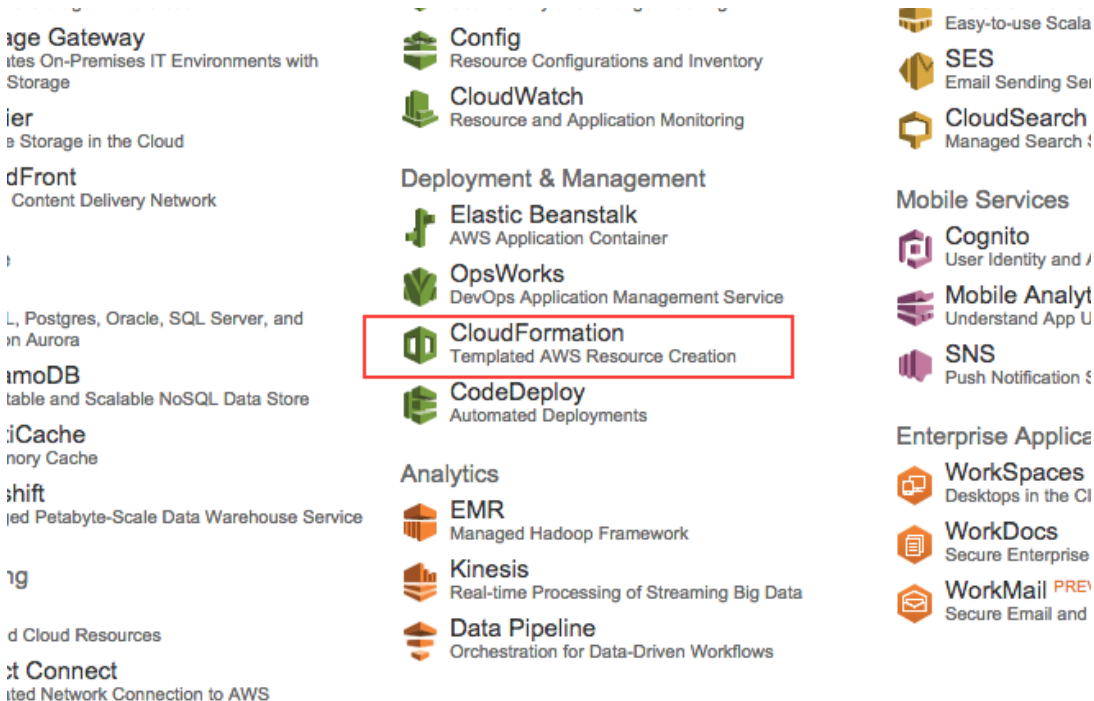 age Gateway
ates On-Premises IT Environments with
Storage
ier
e Storage in the Cloud
dFront
Content Delivery Network
L, Postgres, Oracle, SQL Server, and
on Aurora
amoDB
table and Scalable NoSQL Data Store
iCache
mory Cache
shift
ged Petabyte-Scale Data Warehouse Service
ng
d Cloud Resources
ct Connect
ated Network Connection to AWS
Config
Resource Configurations and Inventory
CloudWatch
Resource and Application Monitoring
Deployment & Management
Elastic Beanstalk
AWS Application Container
OpsWorks
DevOps Application Management Service
CloudFormation
Templated AWS Resource Creation
CodeDeploy
Automated Deployments
Analytics
EMR
Managed Hadoop Framework
Kinesis
Real-time Processing of Streaming Big Data
Data Pipeline
Orchestration for Data-Driven Workflows
Easy-to-use Scala
SES
Email Sending Ser
CloudSearch
Managed Search S
Mobile Services
Cognito
User Identity and A
Mobile Analyt
Understand App U
SNS
Push Notification S
Enterprise Applica
WorkSpaces
Desktops in the Cl
WorkDocs
Secure Enterprise
WorkMail PREV
Secure Email and